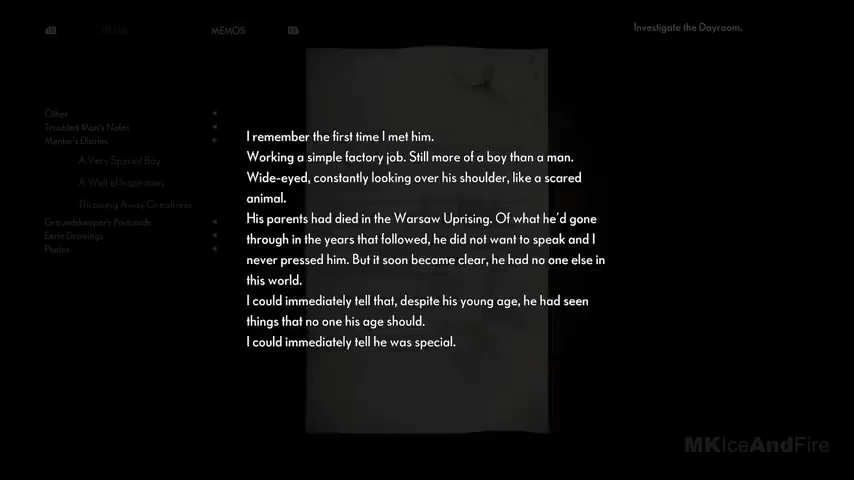 MEMOS
Investigate the Dayroom.
Other
Troubled Man's Notes
Mentor's Diaries
A Very Special Boy
A Well of Inspiration
Throwing Away Greatness
Groundskeeper's Postcards
Eerie Drawings
Photos
I remember the first time I met him.
Working a simple factory job. Still more of a boy than a man.
Wide-eyed, constantly looking over his shoulder, like a scared
animal.
His parents had died in the Warsaw Uprising. Of what he'd gone
through in the years that followed, he did not want to speak and I
never pressed him. But it soon became clear, he had no one else in
this world.
I could immediately tell that, despite his young age, he had seen
things that no one his age should.
I could immediately tell he was special.
MKIceAndFire